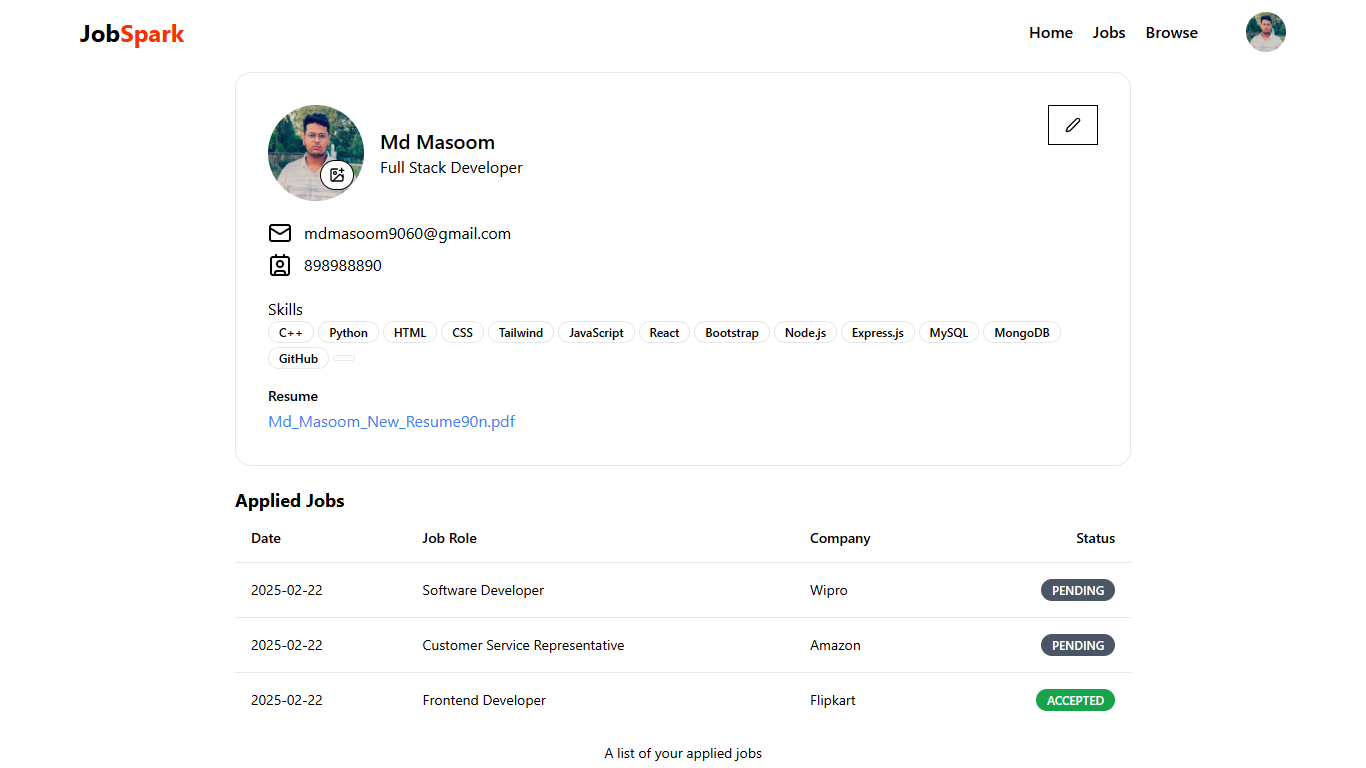 JobSpark Home Jobs Browse
Md Masoom
Full Stack Developer
mdmasoom9060@gmail.com
898988890
Skills
C++ Python HTML CSS Tailwind JavaScript React Bootstrap Node.js Express.js MySQL MongoDB
GitHub
Resume
Md_Masoom_New_Resume90n.pdf
Applied Jobs
Date Job Role Company Status
2025-02-22 Software Developer Wipro PENDING
2025-02-22 Customer Service Representative Amazon PENDING
2025-02-22 Frontend Developer Flipkart ACCEPTED
A list of your applied jobs